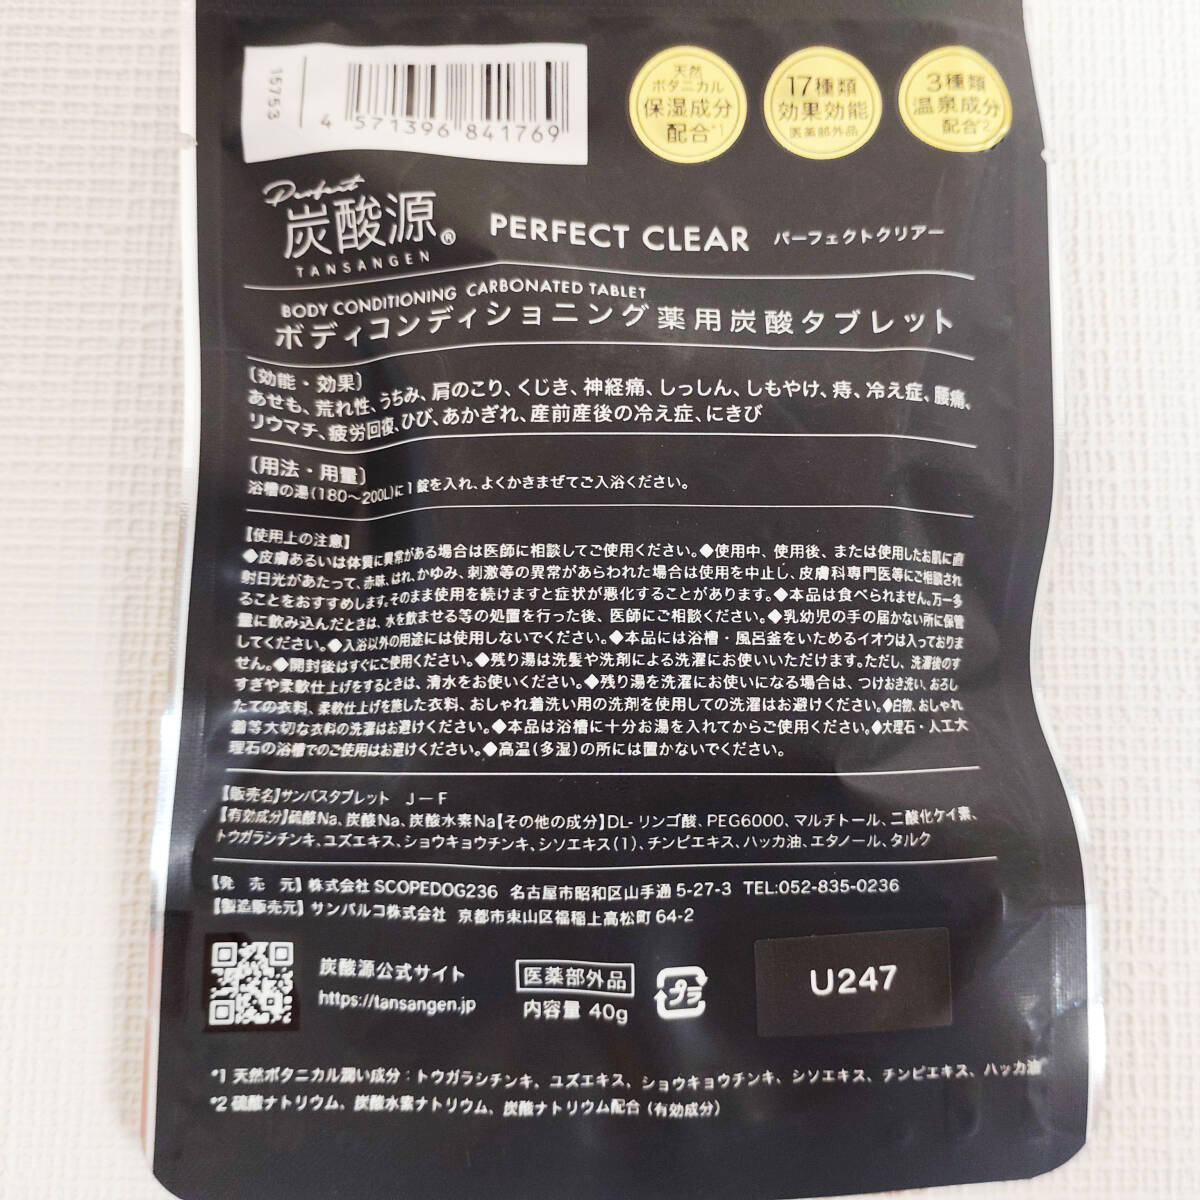 15753
4 571396 841769
天然
ボタニカル
保湿成分
配合*1
17種類
効果効能
医薬部外品
3種類
温泉成分
配合*2
Perfect
炭酸源®
TANSANGEN
PERFECT CLEAR パーフェクトクリアー
BODY CONDITIONING CARBONATED TABLET
ボディコンディショニング薬用炭酸タブレット
〔効能・効果〕
あせも、荒れ性、うちみ、肩のこり、くじき、神経痛、しっしん、しもやけ、痔、冷え症、腰痛、
リウマチ、疲労回復、ひび、あかぎれ、産前産後の冷え症、にきび
〔用法・用量〕
浴槽の湯(180〜200L)に1錠を入れ、よくかきまぜてご入浴ください。
【使用上の注意】
◆皮膚あるいは体質に異常がある場合は医師に相談してご使用ください。◆使用中、使用後、または使用したお肌に直
射日光があたって、赤味、はれ、かゆみ、刺激等の異常があらわれた場合は使用を中止し、皮膚科専門医等にご相談され
ることをおすすめします。そのまま使用を続けますと症状が悪化することがあります。◆本品は食べられません。万一多
量に飲み込んだときは、水を飲ませる等の処置を行った後、医師にご相談ください。◆乳幼児の手の届かない所に保管
してください。◆入浴以外の用途には使用しないでください。◆本品には浴槽・風呂釜をいためるイオウは入っておりま
せん。◆開封後はすぐにご使用ください。◆残り湯は洗髪や洗剤による洗濯にお使いいただけます。ただし、洗濯後のす
すぎや柔軟仕上げをするときは、清水をお使いください。◆残り湯を洗濯にお使いになる場合は、つけおき洗い、おろし
たての衣料、柔軟仕上げを施した衣料、おしゃれ着洗い用の洗剤を使用しての洗濯はお避けください。◆白物、おしゃれ
着等大切な衣料の洗濯はお避けください。◆本品は浴槽に十分お湯を入れてからご使用ください。◆大理石・人工大
理石の浴槽でのご使用はお避けください。◆高温(多湿)の所には置かないでください。
【販売名】サンバスタブレット J−F
【有効成分】硫酸Na、炭酸Na、炭酸水素Na【その他の成分】DL-リンゴ酸、PEG6000、マルチトール、二酸化ケイ素、
トウガラシチンキ、ユズエキス、ショウキョウチンキ、シソエキス(1)、チンピエキス、ハッカ油、エタノール、タルク
【発 売 元】株式会社SCOPEDOG236 名古屋市昭和区山手通5-27-3 TEL:052-835-0236
【製造販売元】サンパルコ株式会社 京都市東山区福稲上高松町64-2
炭酸源公式サイト
https://tansangen.jp
医薬部外品
内容量 40g
プラ
U247
*1 天然ボタニカル潤い成分：トウガラシチンキ、ユズエキス、ショウキョウチンキ、シソエキス、チンピエキス、ハッカ油
*2 硫酸ナトリウム、炭酸水素ナトリウム、炭酸ナトリウム配合（有効成分）